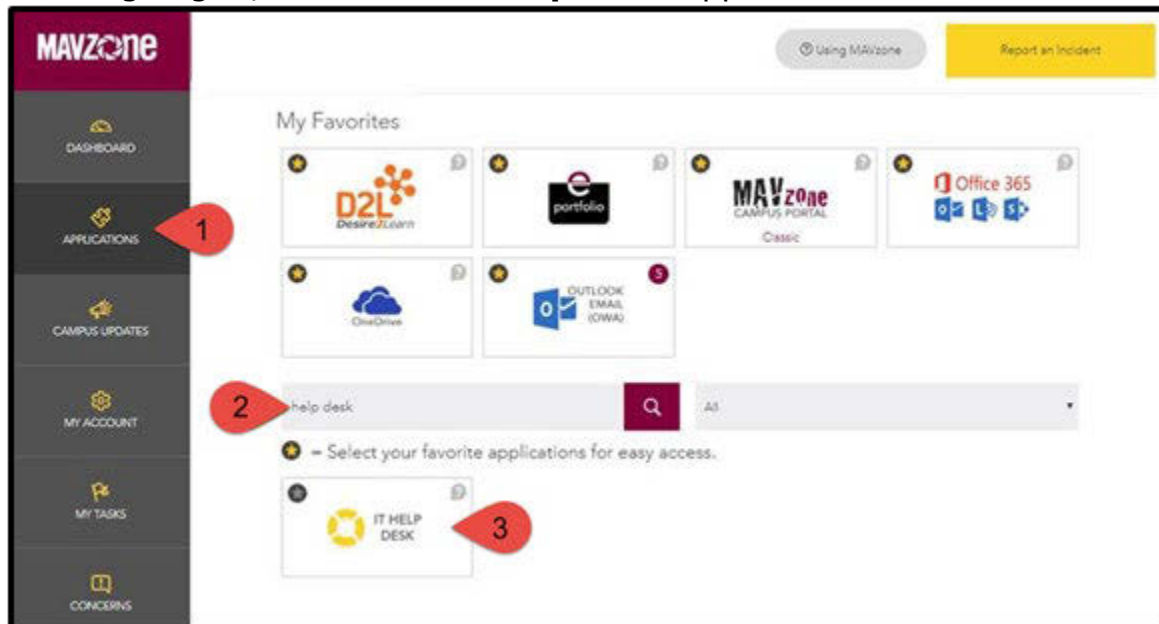 MAVZONE
Using MAVzone
Report an Incident
DASHBOARD
APPLICATIONS
1
CAMPUS UPDATES
MY ACCOUNT
MY TASKS
CONCERNS
My Favorites
D2L
Desire2Learn
e
portfolio
MAVzone
CAMPUS PORTAL
Classic
Office 365
OneDrive
OUTLOOK
EMAIL
(OWA)
5
2
help desk
All
= Select your favorite applications for easy access.
IT HELP
DESK
3